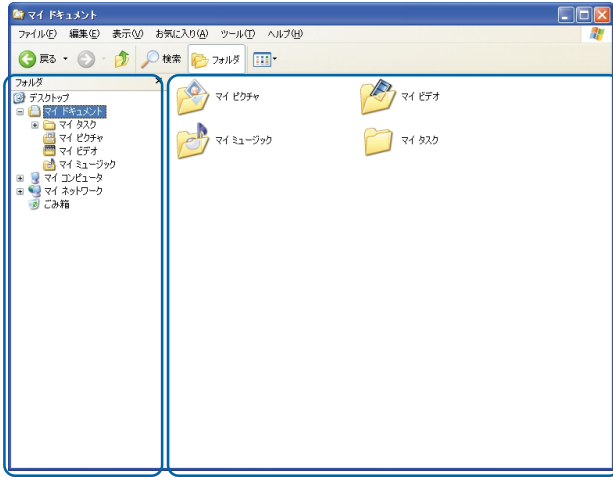 マイ ドキュメント
ファイル(F) 編集(E) 表示(V) お気に入り(A) ツール(T) ヘルプ(H)
戻る 検索 フォルダ
フォルダ ×
デスクトップ
マイ ドキュメント
マイ タスク
マイ ピクチャ
マイ ビデオ
マイ ミュージック
マイ コンピュータ
マイ ネットワーク
ごみ箱
マイ ピクチャ マイ ビデオ
マイ ミュージック マイ タスク